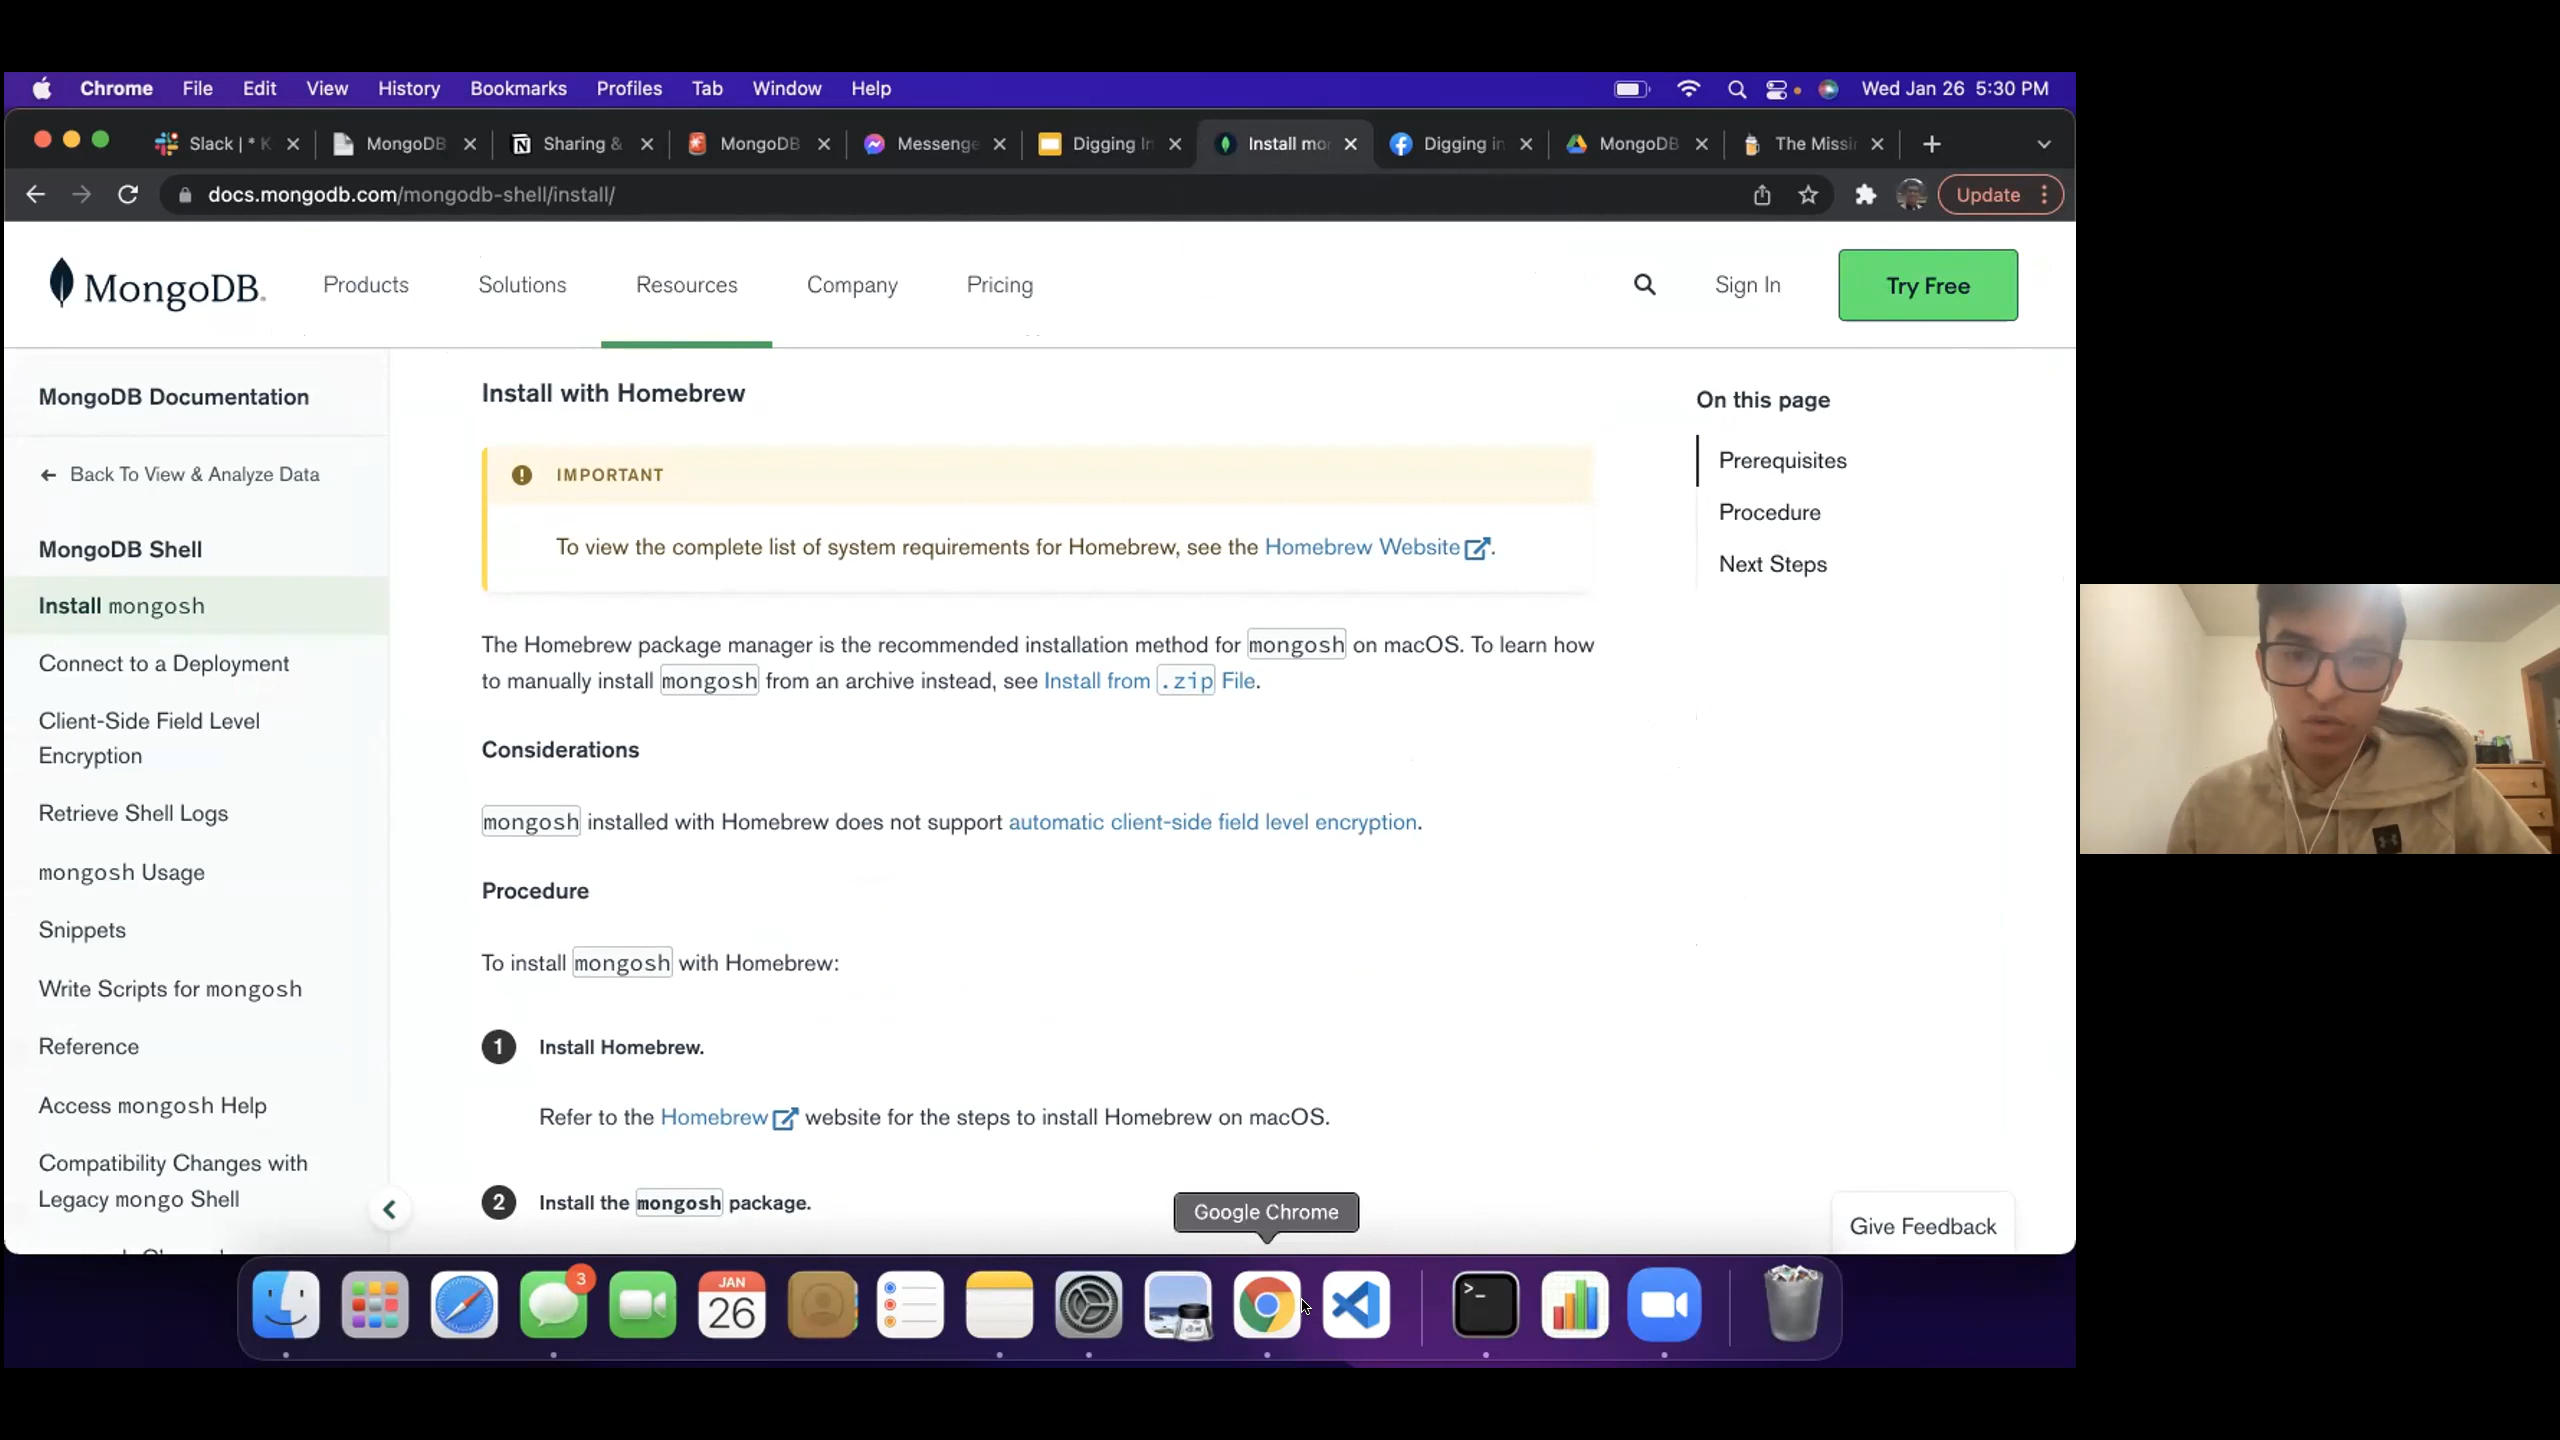 Chrome File Edit View History Bookmarks Profiles Tab Window Help Wed Jan 26 5:30 PM
Slack | * K MongoDB Sharing & MongoDB Messenge Digging In Install mo Digging in MongoDB The Missi
docs.mongodb.com/mongodb-shell/install/ Update
MongoDB. Products Solutions Resources Company Pricing Sign In Try Free
MongoDB Documentation
Back To View & Analyze Data
MongoDB Shell
Install mongosh
Connect to a Deployment
Client-Side Field Level
Encryption
Retrieve Shell Logs
mongosh Usage
Snippets
Write Scripts for mongosh
Reference
Access mongosh Help
Compatibility Changes with
Legacy mongo Shell
Install with Homebrew
IMPORTANT
To view the complete list of system requirements for Homebrew, see the Homebrew Website.
The Homebrew package manager is the recommended installation method for mongosh on macOS. To learn how
to manually install mongosh from an archive instead, see Install from .zip File.
Considerations
mongosh installed with Homebrew does not support automatic client-side field level encryption.
Procedure
To install mongosh with Homebrew:
1 Install Homebrew.
Refer to the Homebrew website for the steps to install Homebrew on macOS.
2 Install the mongosh package.
On this page
Prerequisites
Procedure
Next Steps
Give Feedback
Google Chrome
3
JAN
26